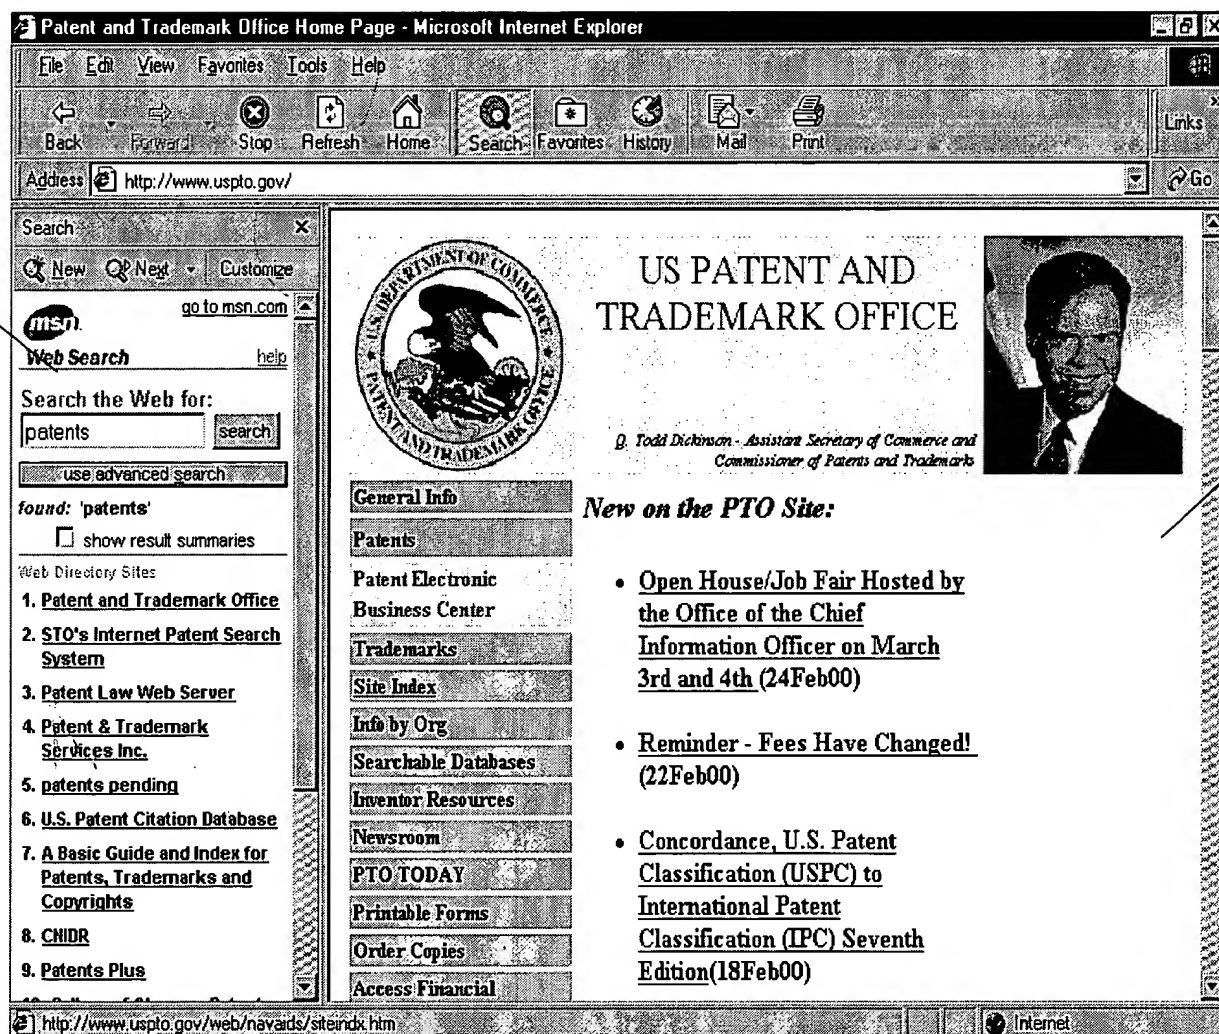 Patent and Trademark Office Home Page - Microsoft Internet Explorer
File Edit View Favorites Tools Help
Back Forward Stop Refresh Home Search Favorites History Mail Print Links
Address http://www.uspto.gov/ Go
Search
New Next Customize
msn. go to msn.com
Web Search help
Search the Web for:
patents search
use advanced search
found: 'patents'
show result summaries
Web Directory Sites
1. Patent and Trademark Office
2. STO's Internet Patent Search
System
3. Patent Law Web Server
4. Patent & Trademark
Services Inc.
5. patents pending
6. U.S. Patent Citation Database
7. A Basic Guide and Index for
Patents, Trademarks and
Copyrights
8. CNIDR
9. Patents Plus
U.S. DEPARTMENT OF COMMERCE
PATENT AND TRADEMARK OFFICE
US PATENT AND
TRADEMARK OFFICE
Q. Todd Dickinson - Assistant Secretary of Commerce and
Commissioner of Patents and Trademarks
General Info
Patents
Patent Electronic
Business Center
Trademarks
Site Index
Info by Org
Searchable Databases
Inventor Resources
Newsroom
PTO TODAY
Printable Forms
Order Copies
Access Financial
New on the PTO Site:
• Open House/Job Fair Hosted by
the Office of the Chief
Information Officer on March
3rd and 4th (24Feb00)
• Reminder - Fees Have Changed!
(22Feb00)
• Concordance, U.S. Patent
Classification (USPC) to
International Patent
Classification (IPC) Seventh
Edition(18Feb00)
http://www.uspto.gov/web/navaids/siteindx.htm Internet